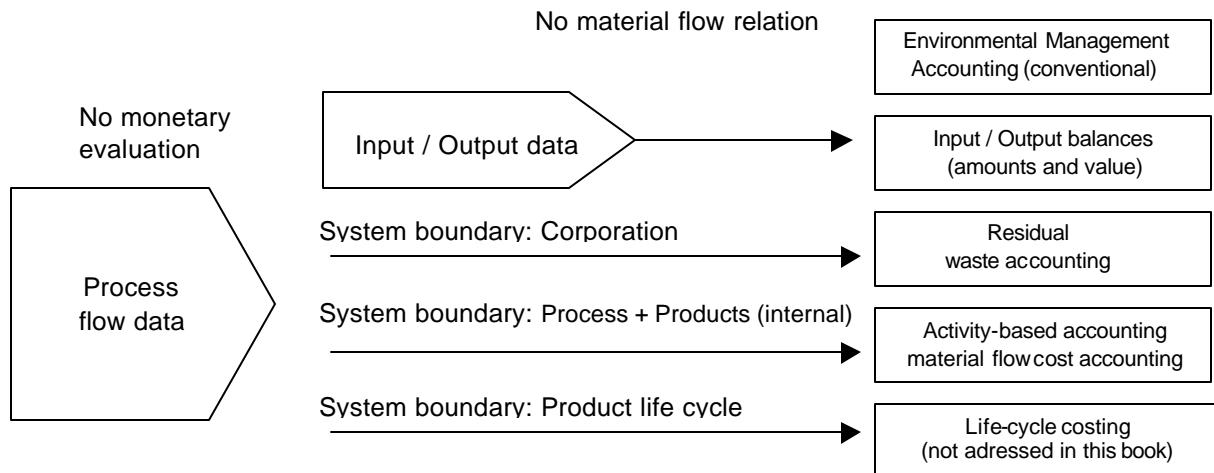 No material flow relation
Environmental Management
Accounting (conventional)
No monetary
evaluation
Input / Output data
Input / Output balances
(amounts and value)
System boundary: Corporation
Residual
waste accounting
Process
flow data
System boundary: Process + Products (internal)
Activity-based accounting
material flow cost accounting
System boundary: Product life cycle
Life-cycle costing
(not adressed in this book)